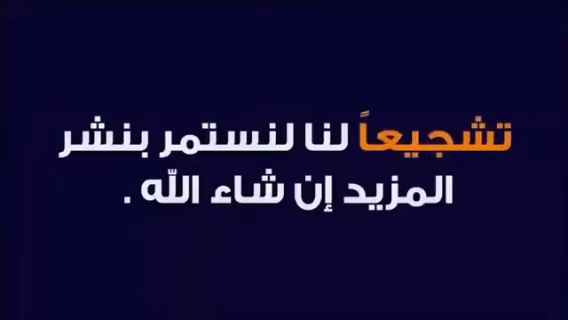 تشجيعاً لنا لنستمر بنشر
المزيد إن شاء الله .